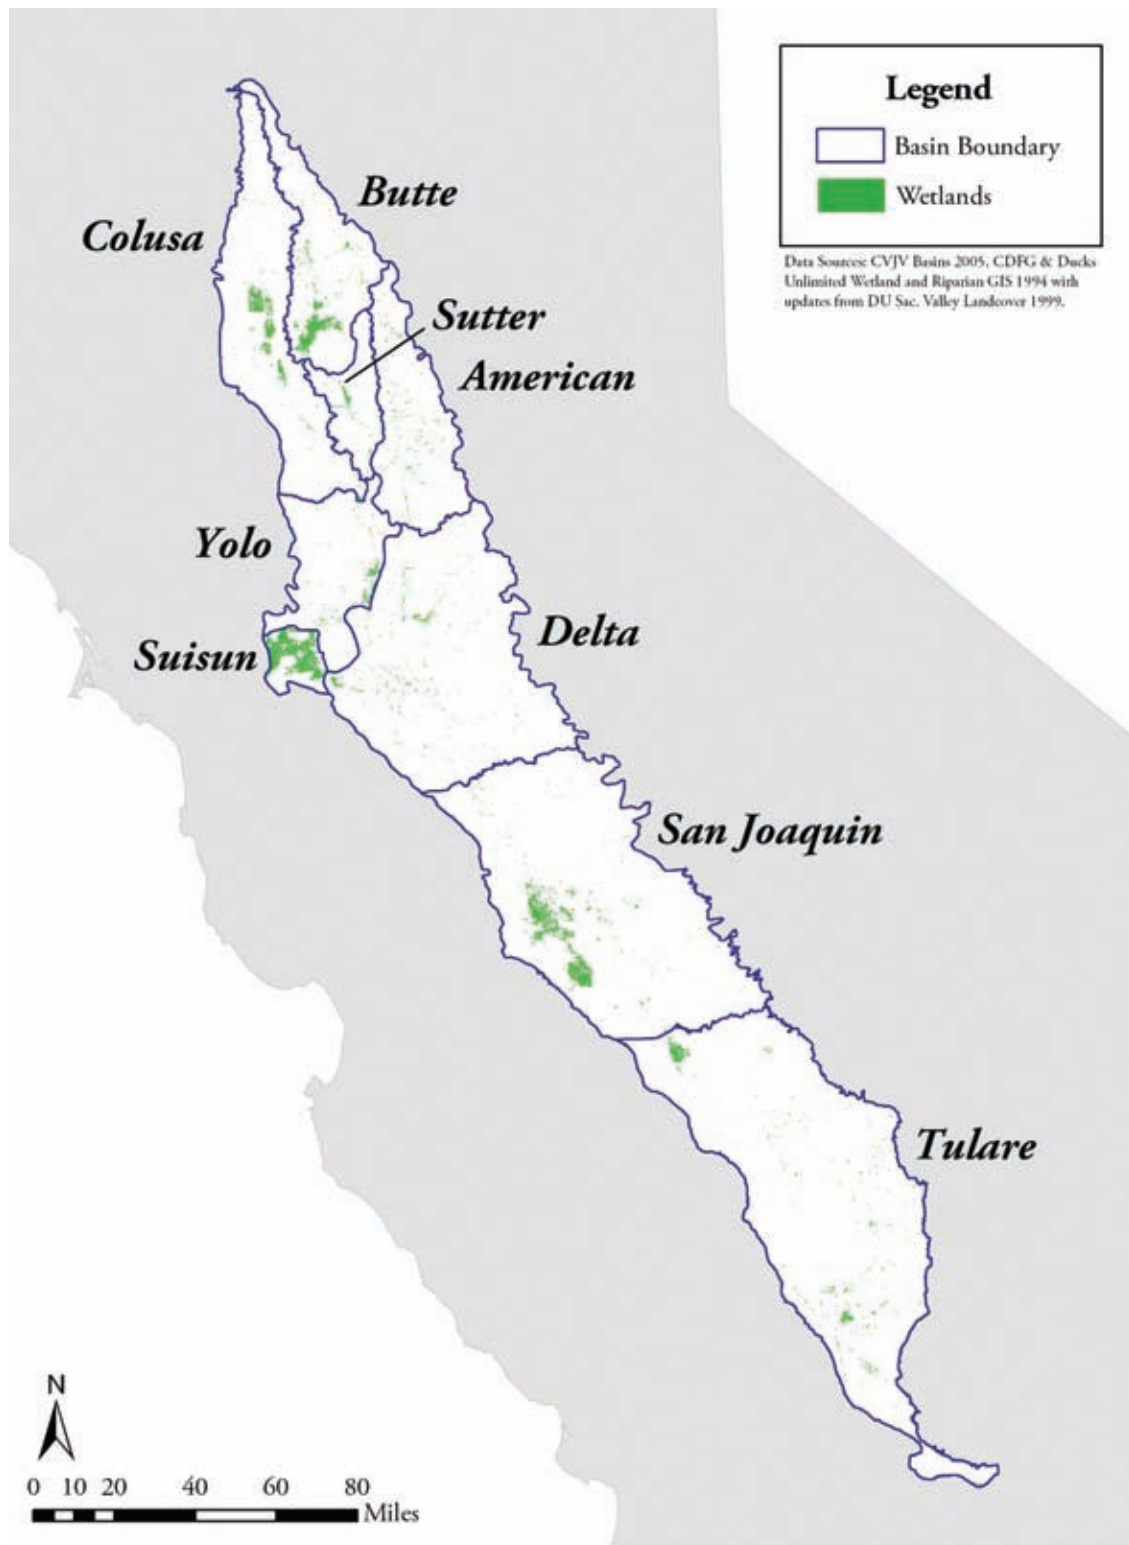 Legend
Basin Boundary
Wetlands
Data Sources: CVJV Basins 2005, CDFG & Ducks
Unlimited Wetland and Riparian GIS 1994 with
updates from DU Sac. Valley Landcover 1999.
Butte
Colusa
Sutter
American
Yolo
Delta
Suisun
San Joaquin
Tulare
N
0 10 20 40 60 80
Miles